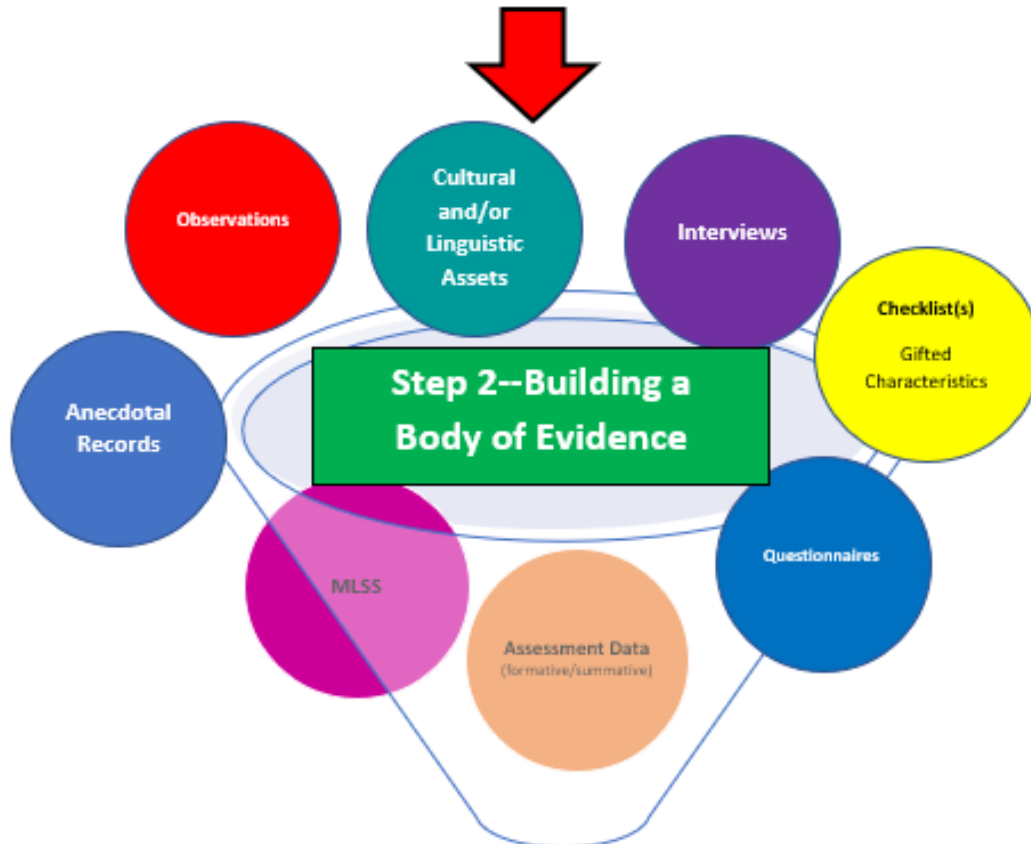 Observations
Cultural
and/or
Linguistic
Assets
Interviews
Checklist(s)
Gifted
Characteristics
Anecdotal
Records
Step 2--Building a
Body of Evidence
MLSS
Assessment Data
(formative/summative)
Questionnaires